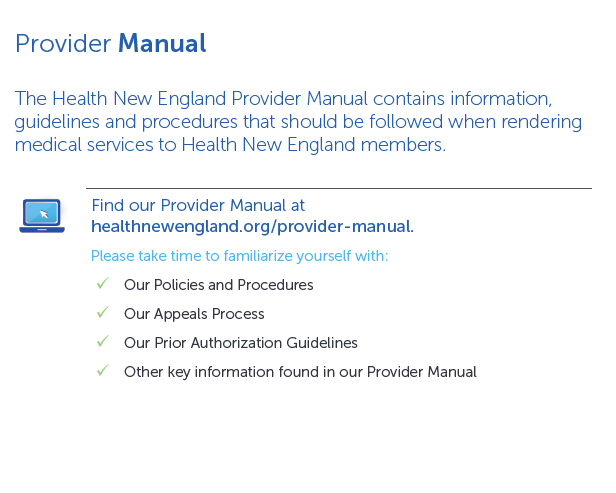 Provider Manual
The Health New England Provider Manual contains information,
guidelines and procedures that should be followed when rendering
medical services to Health New England members.
Find our Provider Manual at
healthnewengland.org/provider-manual.
Please take time to familiarize yourself with:
Our Policies and Procedures
Our Appeals Process
Our Prior Authorization Guidelines
Other key information found in our Provider Manual